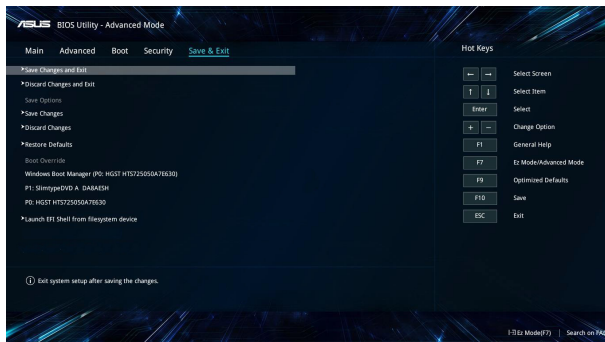 ASUS BIOS Utility - Advanced Mode
Main Advanced Boot Security Save & Exit
Hot Keys
Save Changes and Exit
Discard Changes and Exit
Save Options
Save Changes
Discard Changes
Restore Defaults
Boot Override
Windows Boot Manager (P0: HGST HTS725050A7E630)
P1: SlimtypeDVD A DA8AESH
P0: HGST HTS725050A7E630
Launch EFI Shell from filesystem device
← → Select Screen
↑ ↓ Select Item
Enter Select
+ − Change Option
F1 General Help
F7 Ez Mode/Advanced Mode
F9 Optimized Defaults
F10 Save
ESC Exit
Exit system setup after saving the changes.
Ez Mode(F7) | Search on FAQ